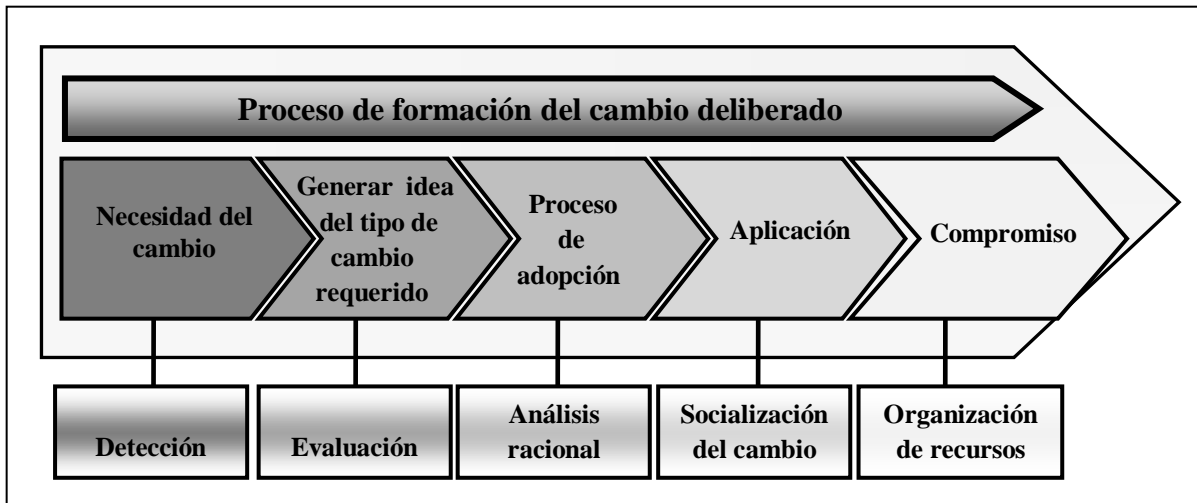 Proceso de formación del cambio deliberado
Necesidad del
cambio
Generar idea
del tipo de
cambio
requerido
Proceso
de
adopción
Aplicación
Compromiso
Detección
Evaluación
Análisis
racional
Socialización
del cambio
Organización
de recursos